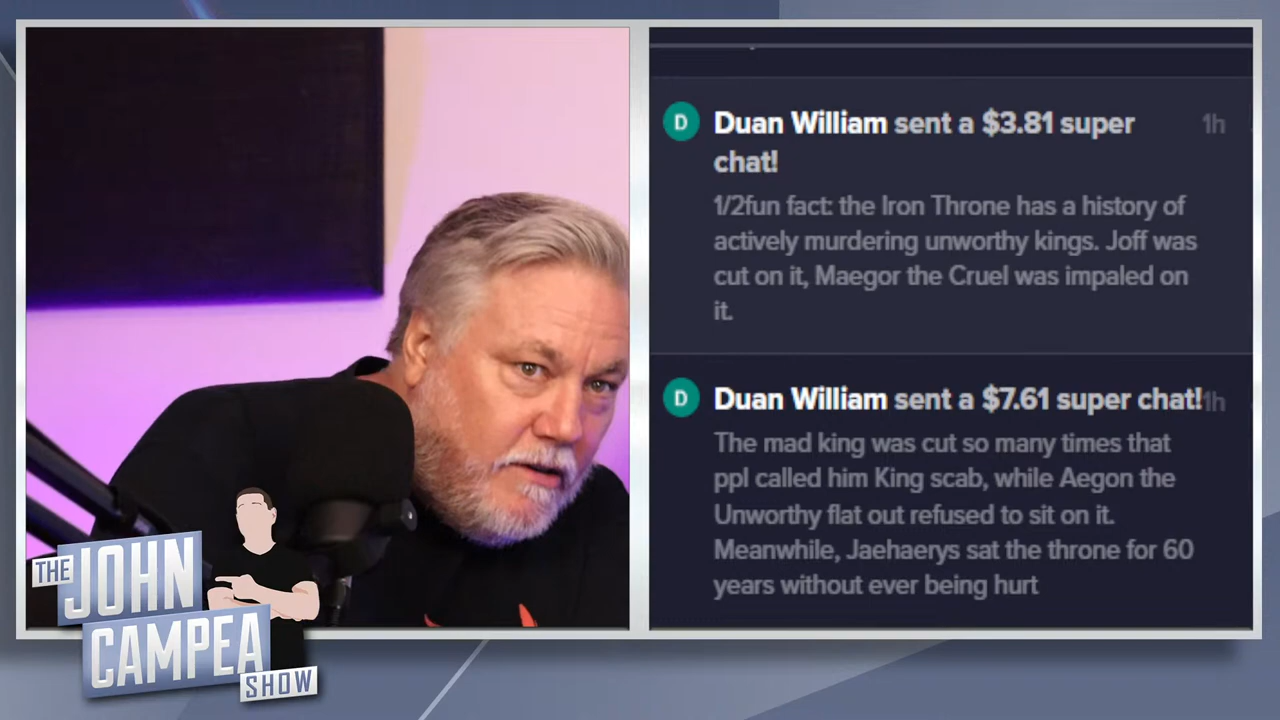 D
Duan William sent a $3.81 super
chat!
1h
1/2fun fact: the Iron Throne has a history of
actively murdering unworthy kings. Joff was
cut on it, Maegor the Cruel was impaled on
it.
D
Duan William sent a $7.61 super chat!
1h
The mad king was cut so many times that
ppl called him King scab, while Aegon the
Unworthy flat out refused to sit on it.
Meanwhile, Jaehaerys sat the throne for 60
years without ever being hurt
THE
JOHN
CAMPEA
SHOW